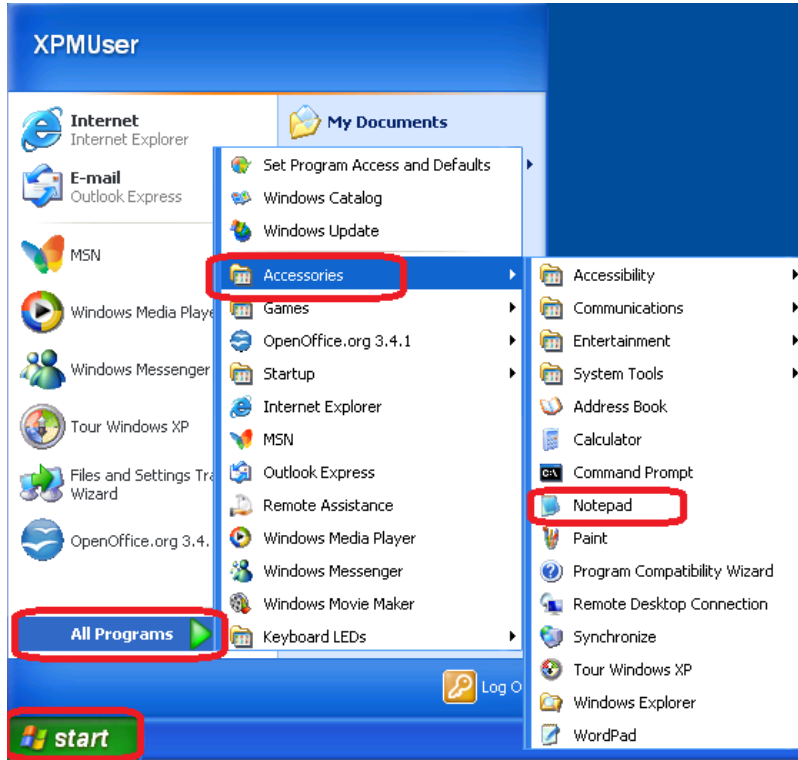 XPMUser
Internet
Internet Explorer
E-mail
Outlook Express
MSN
Windows Media Playe
Windows Messenger
Tour Windows XP
Files and Settings Tra
Wizard
OpenOffice.org 3.4.
All Programs
My Documents
Set Program Access and Defaults
Windows Catalog
Windows Update
Accessories
Games
OpenOffice.org 3.4.1
Startup
Internet Explorer
MSN
Outlook Express
Remote Assistance
Windows Media Player
Windows Messenger
Windows Movie Maker
Keyboard LEDs
Accessibility
Communications
Entertainment
System Tools
Address Book
Calculator
C:\
Command Prompt
Notepad
Paint
Program Compatibility Wizard
Remote Desktop Connection
Synchronize
Tour Windows XP
Windows Explorer
WordPad
Log O
start